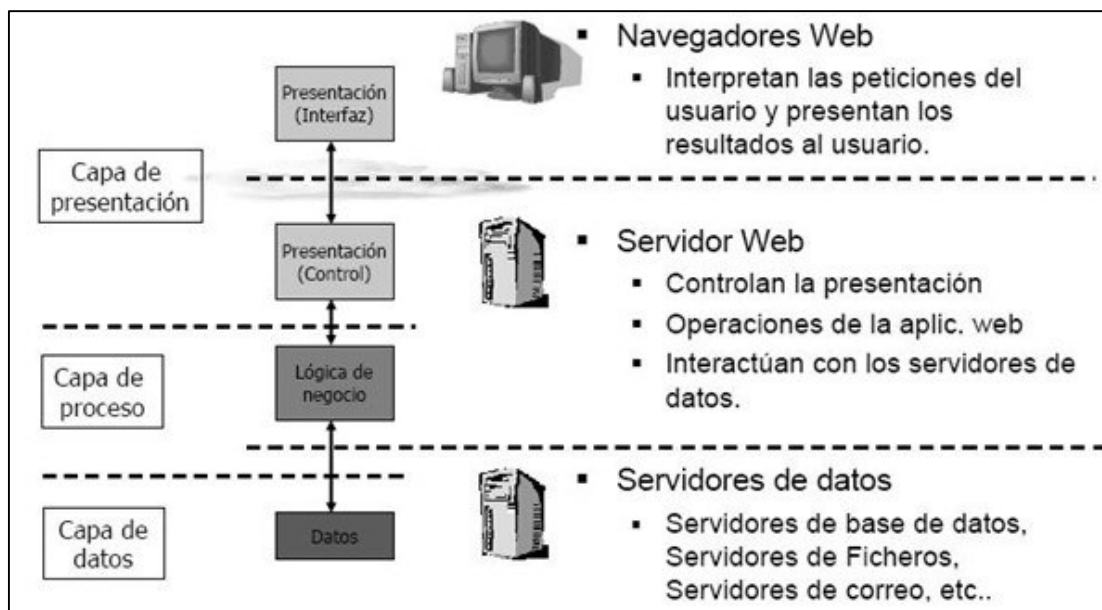 Navegadores Web
Interpretan las peticiones del
usuario y presentan los
resultados al usuario.
Presentación
(Interfaz)
Capa de
presentación
Presentación
(Control)
Servidor Web
Controlan la presentación
Operaciones de la aplic. web
Interactúan con los servidores de
datos.
Capa de
proceso
Lógica de
negocio
Servidores de datos
Servidores de base de datos,
Servidores de Ficheros,
Servidores de correo, etc..
Capa de
datos
Datos